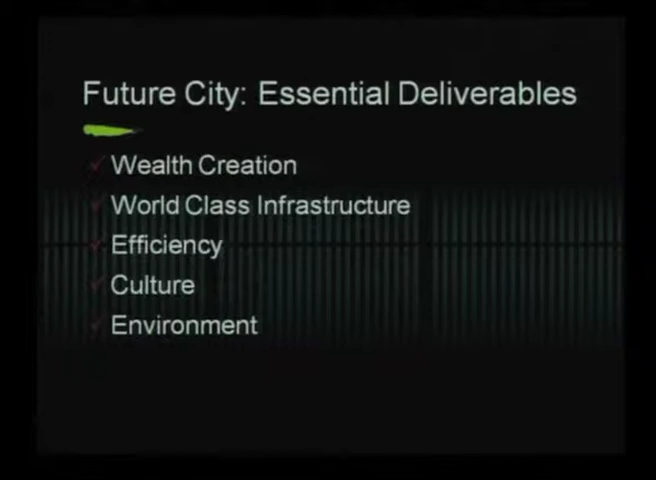 Future City: Essential Deliverables
Wealth Creation
World Class Infrastructure
Efficiency
Culture
Environment